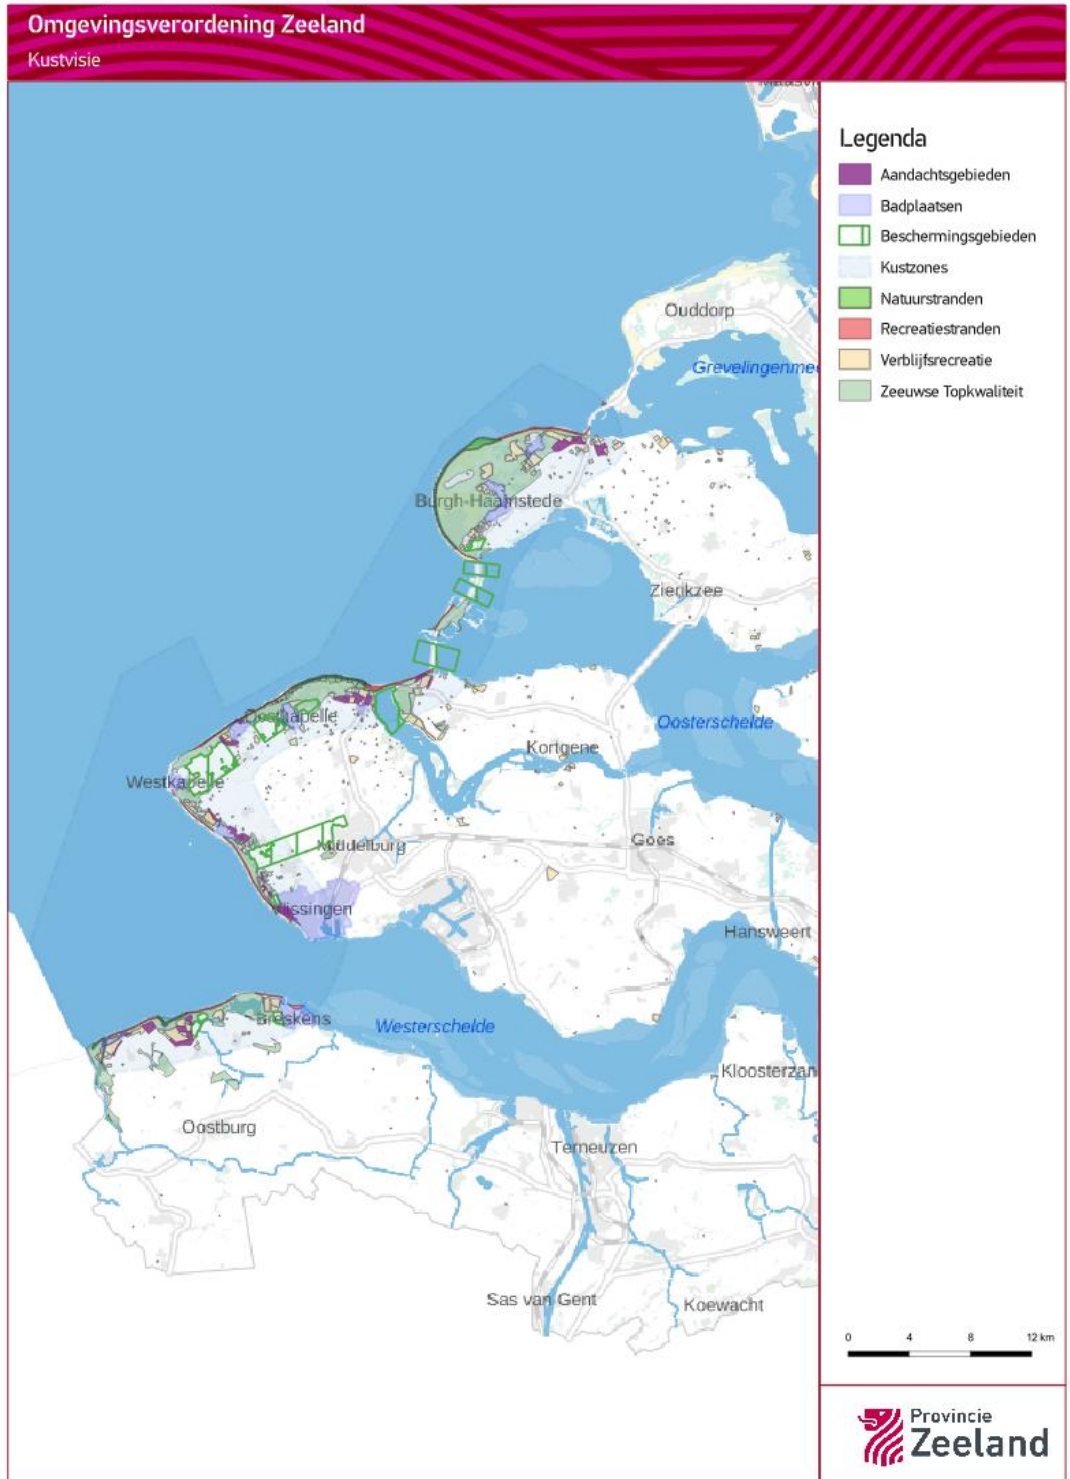 Omgevingsverordening Zeeland
Kustvisie
Legenda
Aandachtsgebieden
Badplaatsen
Beschermingsgebieden
Kustzones
Natuurstranden
Recreatiestranden
Verblijfsrecreatie
Zeeuwse Topkwaliteit
Ouddorp
Burgh-Haamstede
Zierikzee
Oosterschelde
Kortgene
Westkapelle
Middelburg
Goes
Hansweert
Breskens
Westerschelde
Oostburg
Terneuzen
Sas van Gent
Koewacht
0 4 8 12 km
Provincie
Zeeland